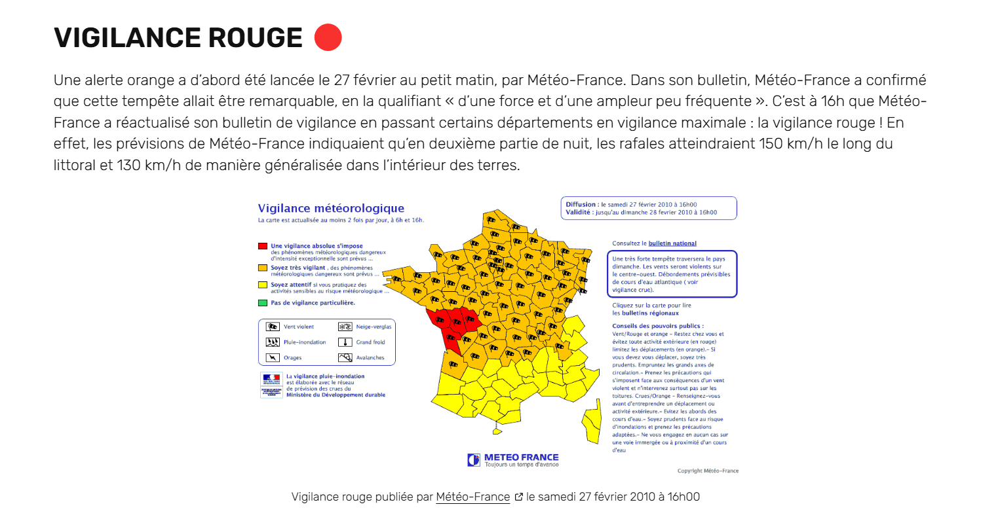 VIGILANCE ROUGE
Une alerte orange a d’abord été lancée le 27 février au petit matin, par Météo-France. Dans son bulletin, Météo-France a confirmé
que cette tempête allait être remarquable, en la qualifiant « d’une force et d’une ampleur peu fréquente ». C’est à 16h que Météo-
France a réactualisé son bulletin de vigilance en passant certains départements en vigilance maximale : la vigilance rouge ! En
effet, les prévisions de Météo-France indiquaient qu’en deuxième partie de nuit, les rafales atteindraient 150 km/h le long du
littoral et 130 km/h de manière généralisée dans l’intérieur des terres.
Vigilance météorologique
La carte est actualisée au moins 2 fois par jour, à 6h et 16h.
Diffusion : le samedi 27 février 2010 à 16h00
Validité : jusqu'au dimanche 28 fevrier 2010 à 16h00
Une vigilance absolue s'impose
des phénomènes météorologiques dangereux
d'intensité exceptionnelle sont prévus ...
Soyez très vigilant , des phénomènes
météorologiques dangereux sont prévus ...
Soyez attentif si vous pratiquez des
activités sensibles au risque météorologique ...
Pas de vigilance particulière.
Vent violent
Neige-verglas
Pluie-inondation
Grand froid
Orages
Avalanches
La vigilance pluie-inondation
est élaborée avec le réseau
de prévision des crues du
Ministère du Développement durable
Consultez le bulletin national
Une très forte tempête traversera le pays
dimanche. Les vents seront violents sur
le centre-ouest. Débordements prévisibles
de cours d'eau atlantique ( voir
vigilance crue).
Cliquez sur la carte pour lire
les bulletins régionaux
Conseils des pouvoirs publics :
Vent/Rouge et orange - Restez chez vous et
évitez toute activité extérieure (en rouge)
limitez les déplacements (en orange).- Si
vous devez vous déplacer, soyez très
prudents. Empruntez les grands axes de
circulation.- Prenez les précautions qui
s'imposent face aux conséquences d'un vent
violent et n'intervenez surtout pas sur les
toitures. Crues/Orange - Renseignez-vous
avant d'entreprendre un déplacement ou
activité extérieure.- Evitez les abords des
cours d'eau.- Soyez prudents face au risque
d'inondations et prenez les précautions
adaptées.- Ne vous engagez en aucun cas sur
une voie immergée ou à proximité d'un cours
d'eau
METEO FRANCE
Toujours un temps d'avance
Copyright Météo-France
Vigilance rouge publiée par Météo-France le samedi 27 février 2010 à 16h00